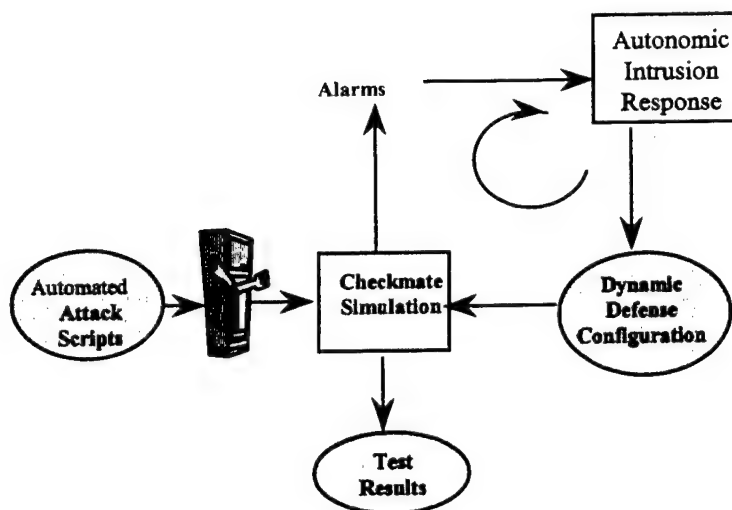 Autonomic
Intrusion
Response
Alarms
Automated
Attack
Scripts
Checkmate
Simulation
Dynamic
Defense
Configuration
Test
Results